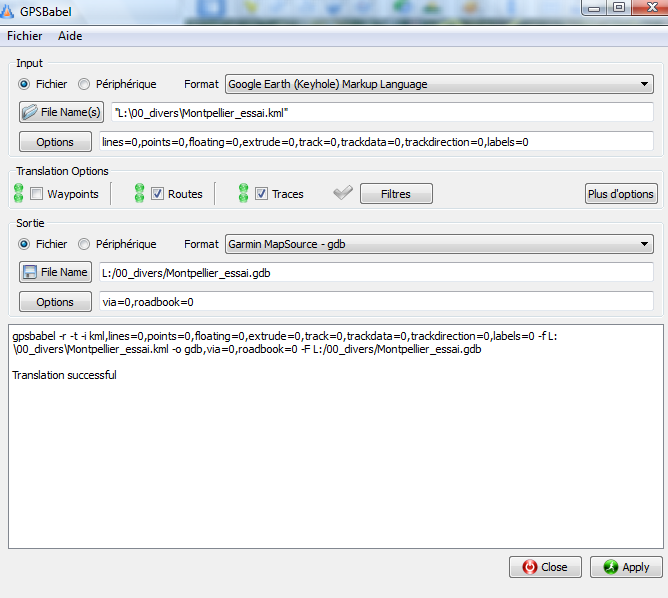 GPSBabel
Fichier Aide
Input
Fichier Périphérique Format Google Earth (Keyhole) Markup Language
File Name(s) "L:\00_divers\Montpellier_essai.kml"
Options lines=0,points=0,floating=0,extrude=0,track=0,trackdata=0,trackdirection=0,labels=0
Translation Options
Waypoints Routes Traces Filtres Plus d'options
Sortie
Fichier Périphérique Format Garmin MapSource - gdb
File Name L:/00_divers/Montpellier_essai.gdb
Options via=0,roadbook=0
gpsbabel -r -t -i kml,lines=0,points=0,floating=0,extrude=0,track=0,trackdata=0,trackdirection=0,labels=0 -f L:
\00_divers\Montpellier_essai.kml -o gdb,via=0,roadbook=0 -F L:/00_divers/Montpellier_essai.gdb
Translation successful
Close Apply